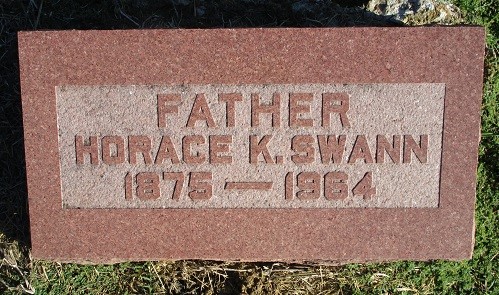 FATHER
HORACE K. SWANN
1875 — 1964